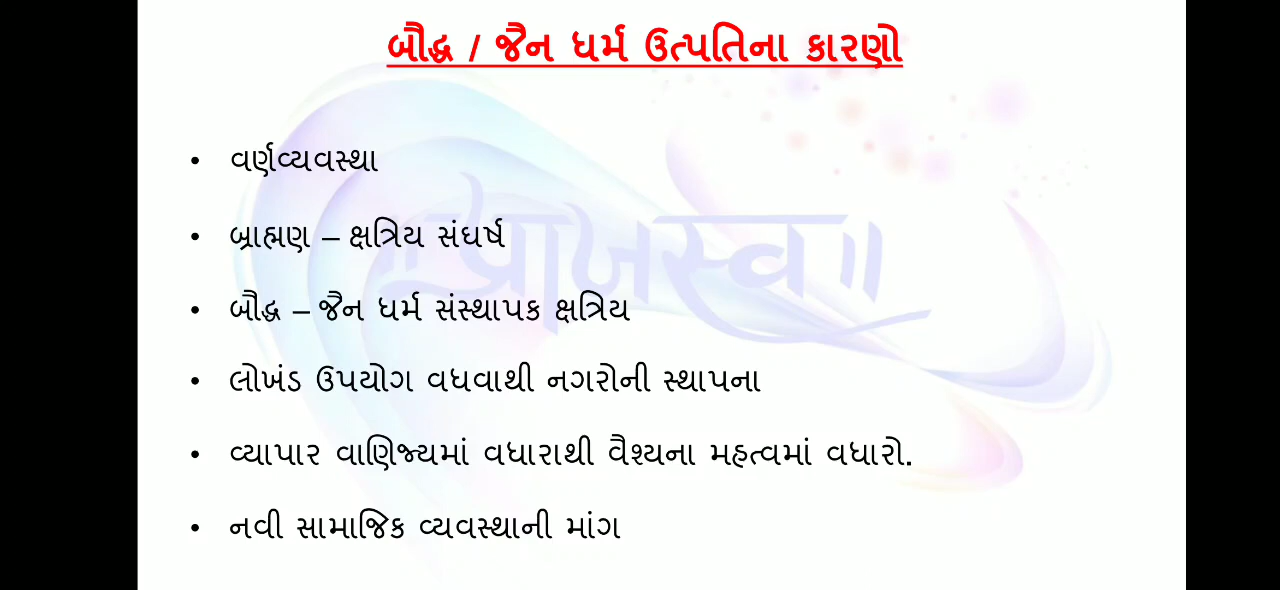 બૌદ્ધ / જૈન ધર્મ ઉત્પતિના કારણો
• વર્ણવ્યવસ્થા
• બ્રાહ્મણ – ક્ષત્રિય સંઘર્ષ
• બૌદ્ધ – જૈન ધર્મ સંસ્થાપક ક્ષત્રિય
• લોખંડ ઉપયોગ વધવાથી નગરોની સ્થાપના
• વ્યાપાર વાણિજ્યમાં વધારાથી વૈશ્યના મહત્વમાં વધારો.
• નવી સામાજિક વ્યવસ્થાની માંગ